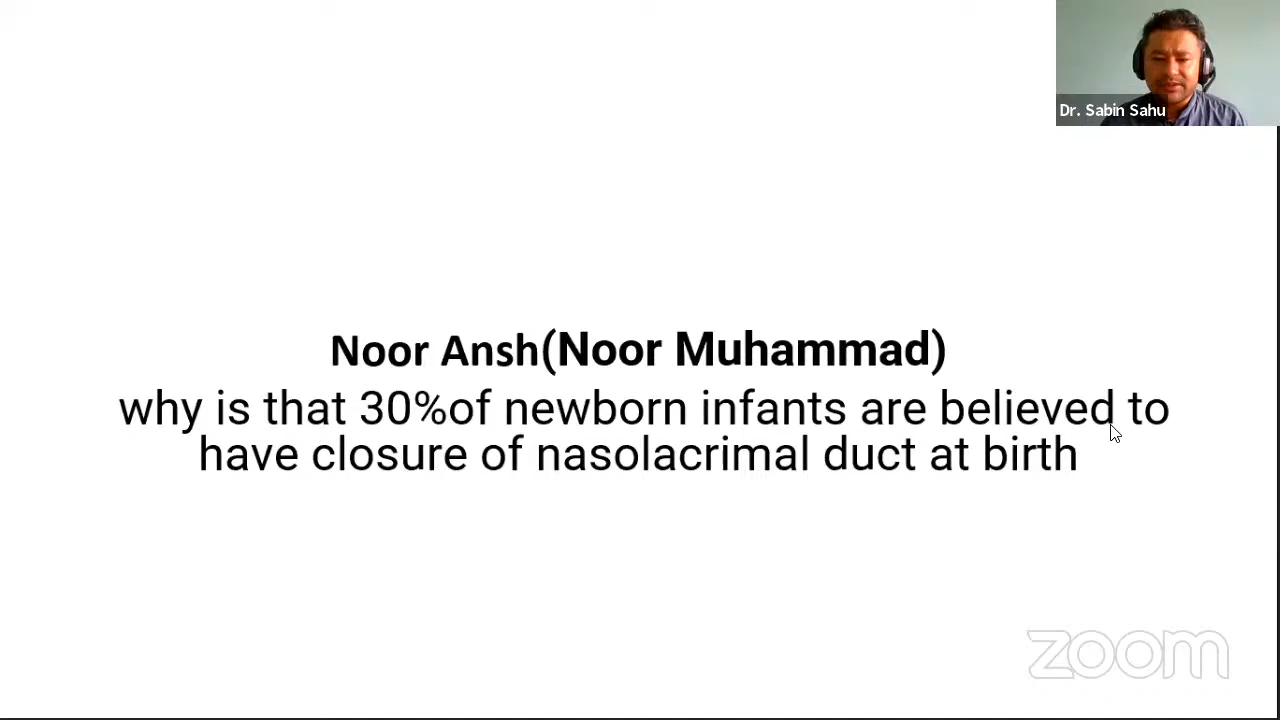 Dr. Sabin Sahu
Noor Ansh(Noor Muhammad)
why is that 30%of newborn infants are believed to
have closure of nasolacrimal duct at birth
zoom